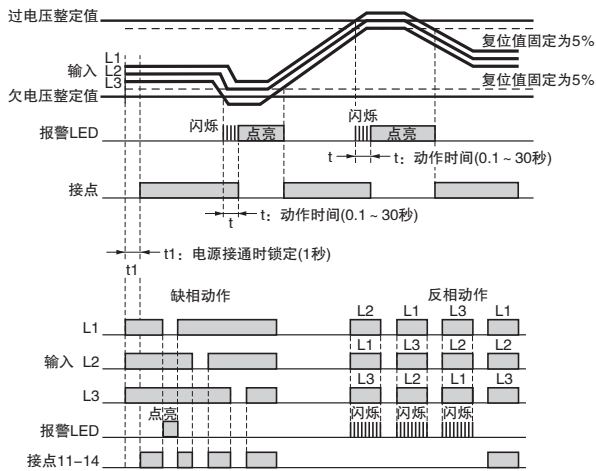 过电压整定值
复位值固定为5%
L1
输入 L2
L3
复位值固定为5%
欠电压整定值
闪烁
闪烁
报警LED
点亮
点亮
t
t：动作时间(0.1～30秒)
接点
t：动作时间(0.1～30秒)
t
t1：电源接通时锁定(1秒)
t1
缺相动作
反相动作
L2 L1 L3 L1
L1
L1 L3 L2 L2
输入 L2
L3 L2 L1 L3
L3
点亮
闪烁 闪烁 闪烁
报警LED
接点11-14